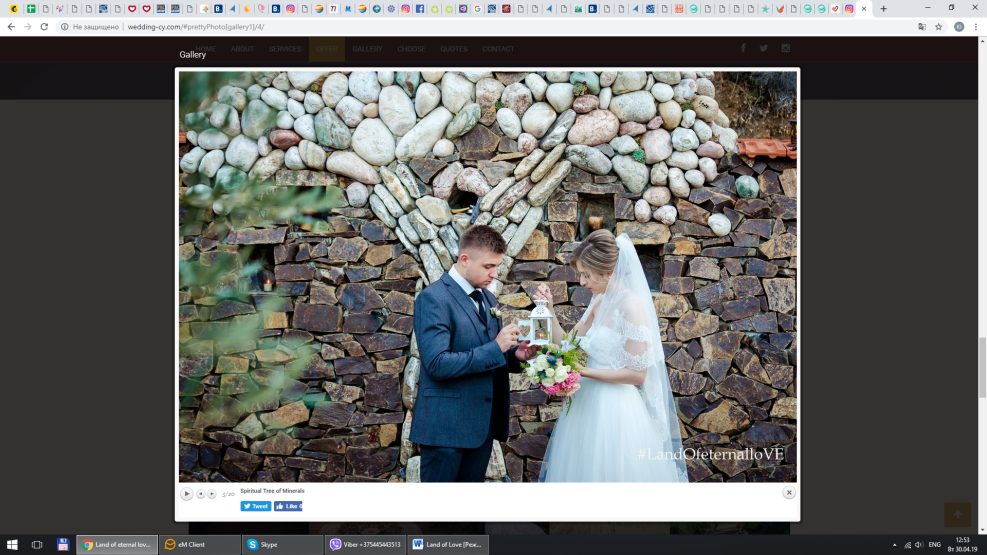 Не защищено | wedding-cy.com/#prettyPhoto[gallery1]/4/
HOME ABOUT SERVICES OFFER GALLERY CHOOSE QUOTES CONTACT
Gallery
#LandOfeternalloVE
Spiritual Tree of Minerals
5/20
Tweet Like
Land of eternal lov... eM Client Skype Viber +375445443513 Land of Love [Реж... ENG
12:53
Вт 30.04.19